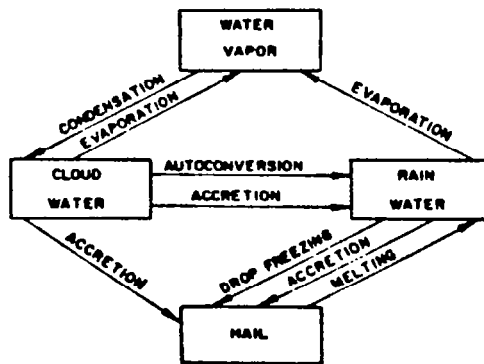 WATER
VAPOR
CONDENSATION
EVAPORATION
EVAPORATION
CLOUD
WATER
AUTOCONVERSION
ACCRETION
RAIN
WATER
ACCRETION
DROP FREEZING
ACCRETION
MELTING
HAIL